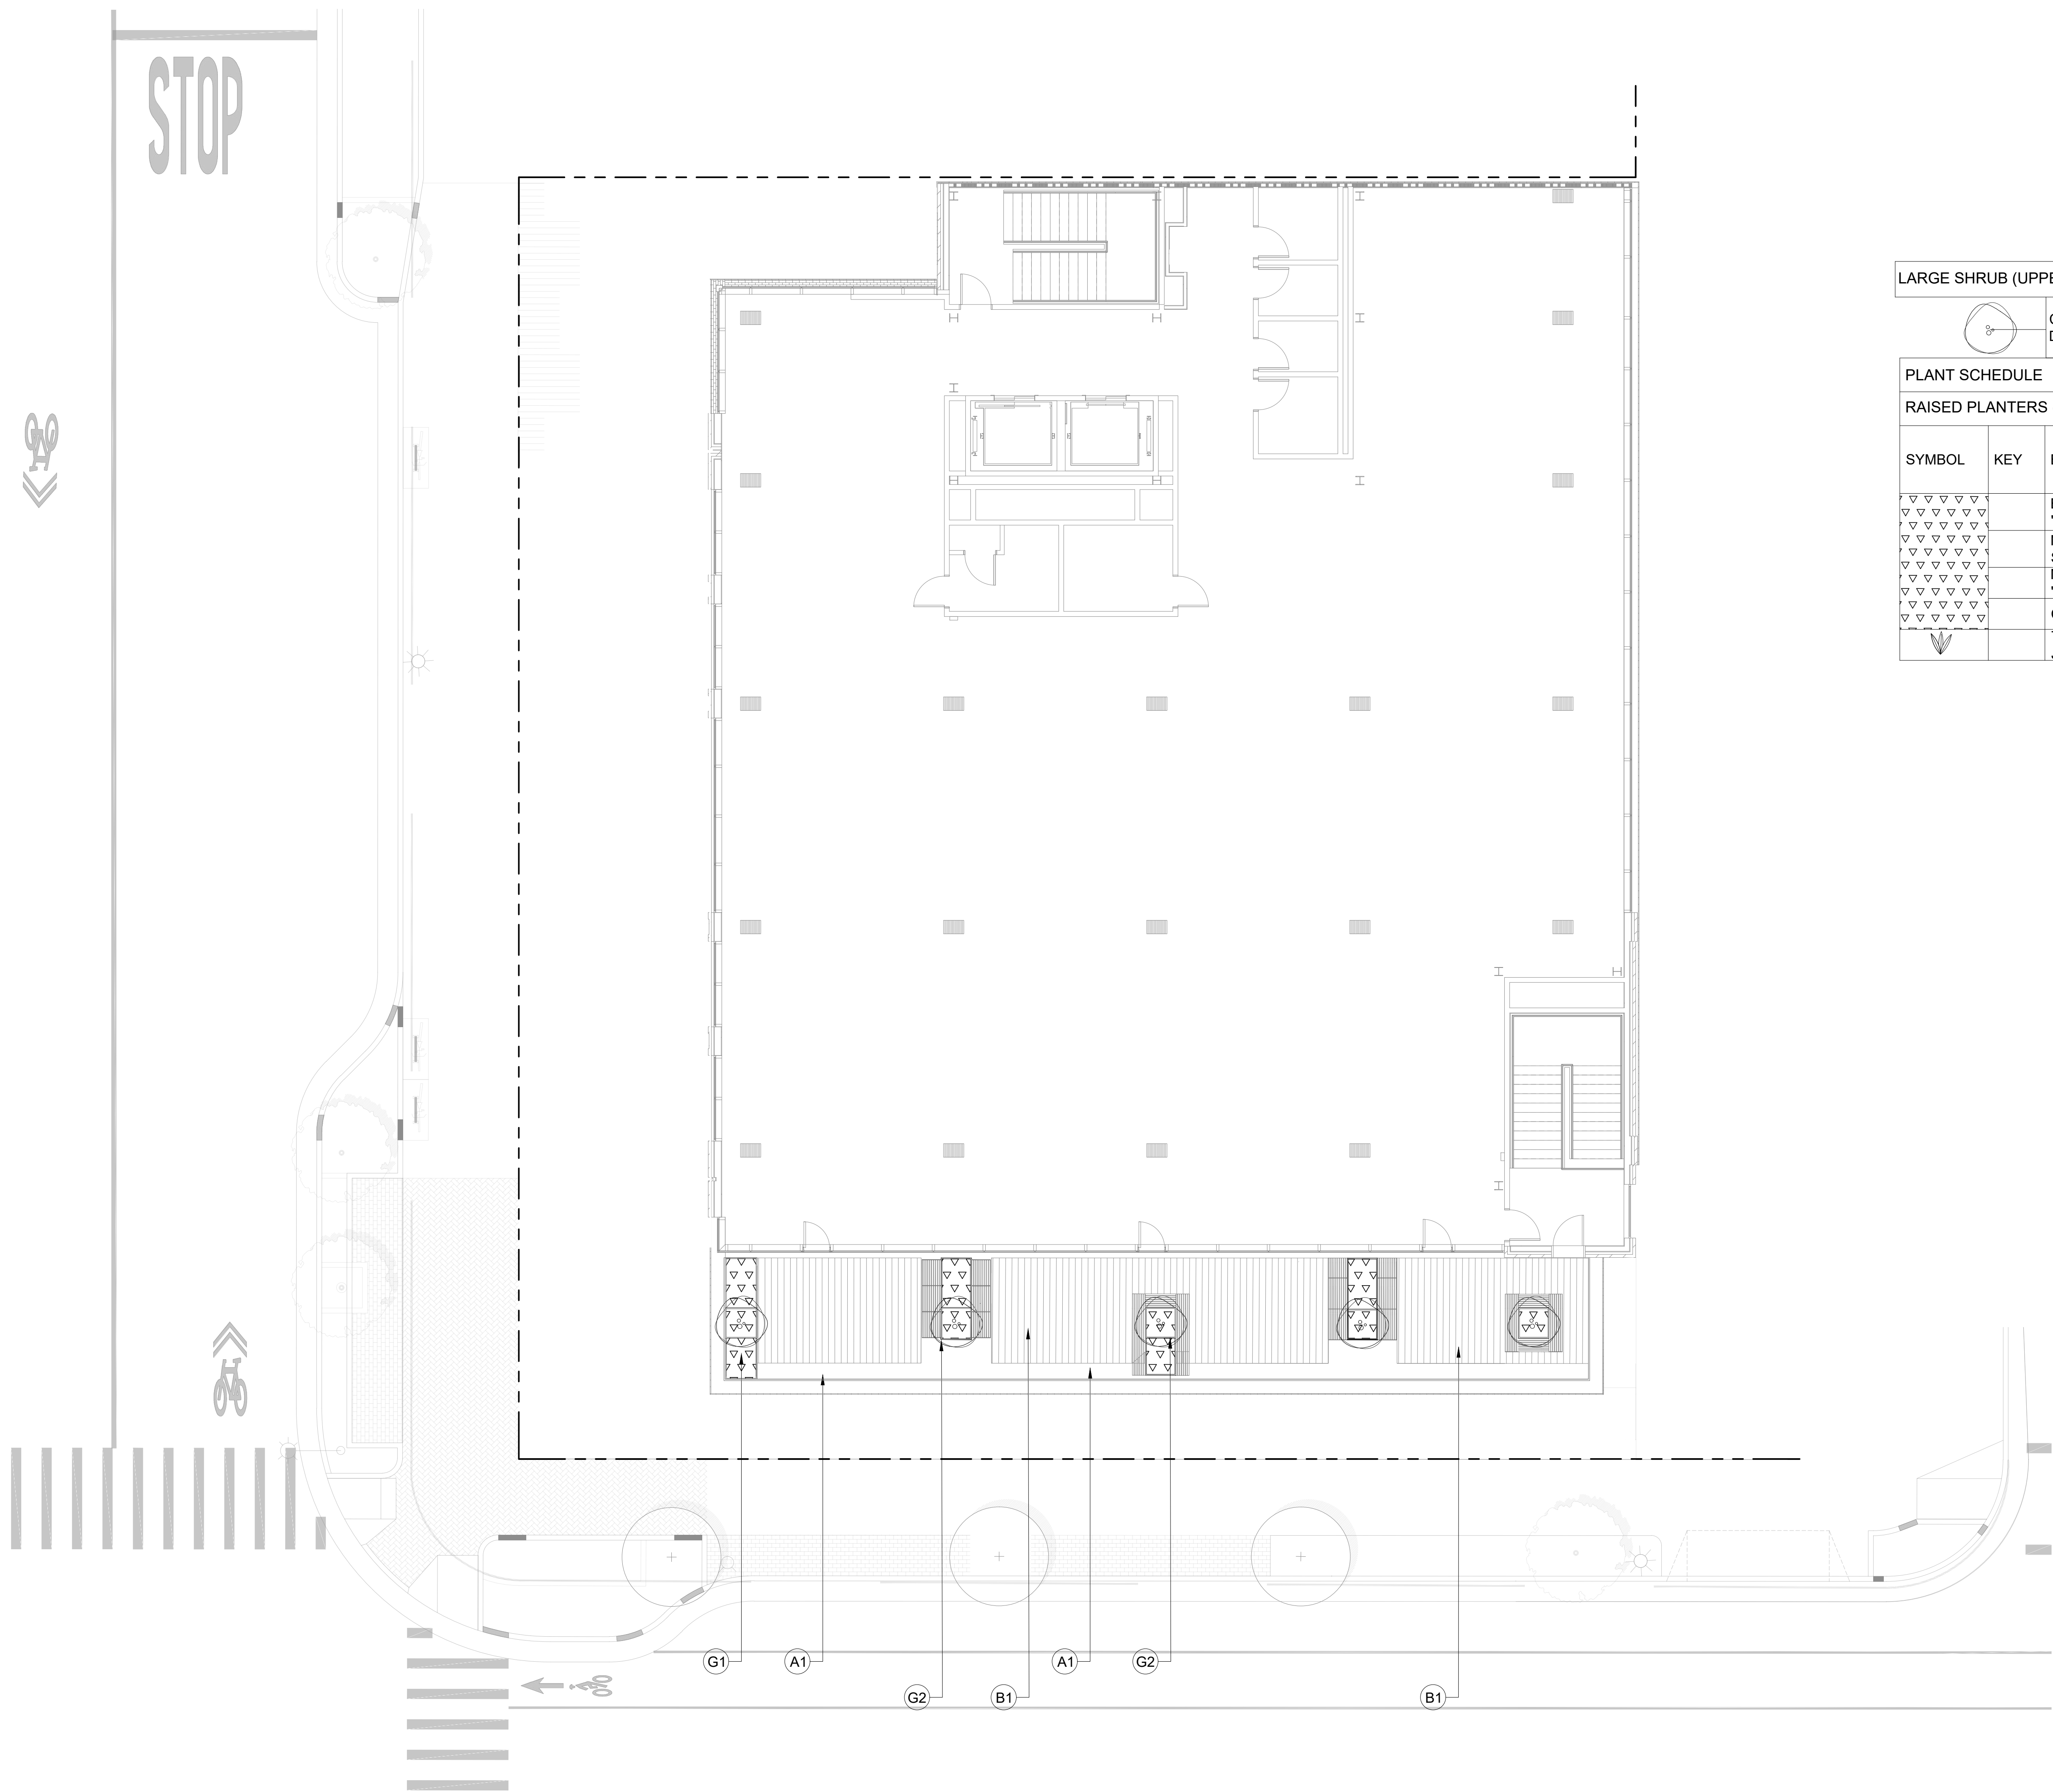 STOP
LARGE SHRUB (UPPE
PLANT SCHEDULE
RAISED PLANTERS
SYMBOL KEY
G1 A1 A1 G2
G2 B1 B1